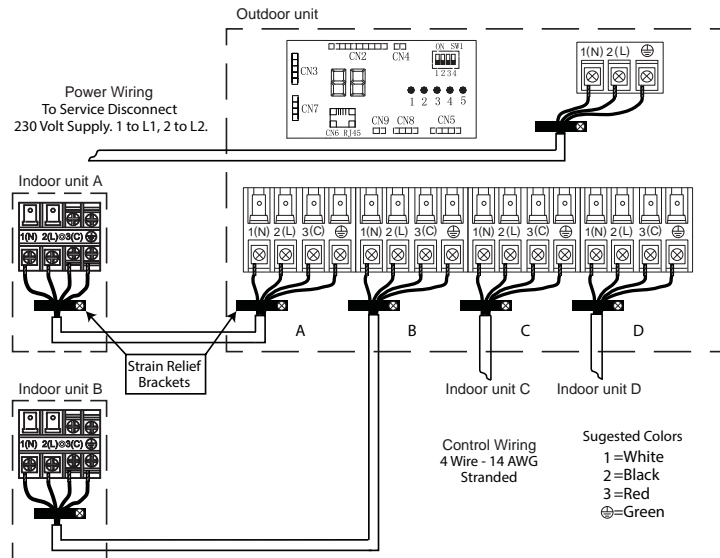 Outdoor unit
CN2
CN4
ON SW1
1234
CN3
CN7
1 2 3 4 5
CN6 RJ45
CN9
CN8
CN5
1(N) 2(L) ⏚
Power Wiring
To Service Disconnect
230 Volt Supply. 1 to L1, 2 to L2.
Indoor unit A
1(N) 2(L) 3(C) ⏚
1(N) 2(L) 3(C) ⏚
1(N) 2(L) 3(C) ⏚
1(N) 2(L) 3(C) ⏚
1(N) 2(L) 3(C) ⏚
A
B
C
D
Strain Relief
Brackets
Indoor unit C
Indoor unit D
Indoor unit B
1(N) 2(L) 3(C) ⏚
Control Wiring
4 Wire - 14 AWG
Stranded
Sugested Colors
1 =White
2 =Black
3 =Red
⏚=Green